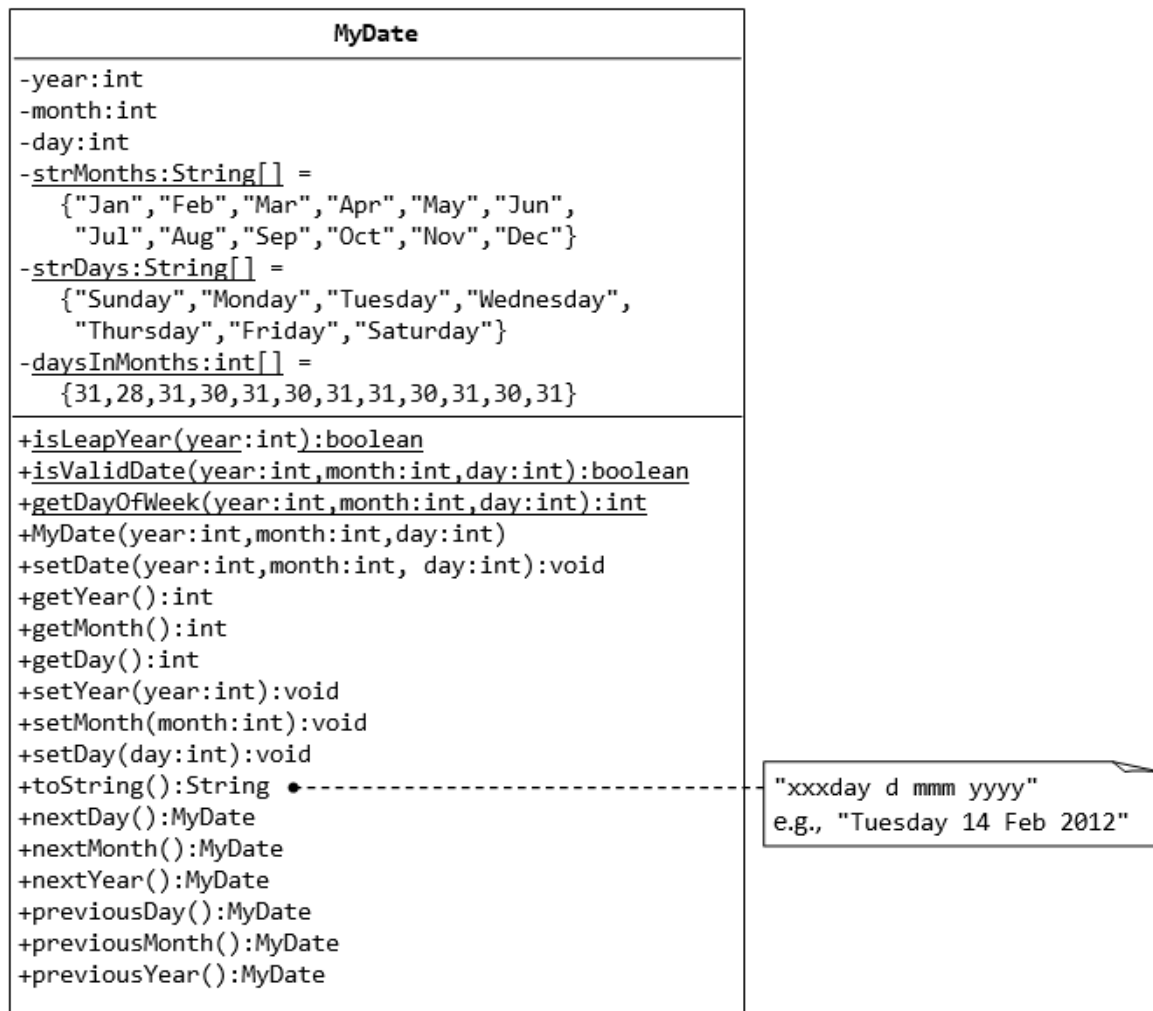 MyDate
-year:int
-month:int
-day:int
-strMonths:String[] =
{"Jan","Feb","Mar","Apr","May","Jun",
"Jul","Aug","Sep","Oct","Nov","Dec"}
-strDays:String[] =
{"Sunday","Monday","Tuesday","Wednesday",
"Thursday","Friday","Saturday"}
-daysInMonths:int[] =
{31,28,31,30,31,30,31,31,30,31,30,31}
+isLeapYear(year:int):boolean
+isValidDate(year:int,month:int,day:int):boolean
+getDayOfWeek(year:int,month:int,day:int):int
+MyDate(year:int,month:int,day:int)
+setDate(year:int,month:int, day:int):void
+getYear():int
+getMonth():int
+getDay():int
+setYear(year:int):void
+setMonth(month:int):void
+setDay(day:int):void
+toString():String
"xxxday d mmm yyyy"
e.g., "Tuesday 14 Feb 2012"
+nextDay():MyDate
+nextMonth():MyDate
+nextYear():MyDate
+previousDay():MyDate
+previousMonth():MyDate
+previousYear():MyDate